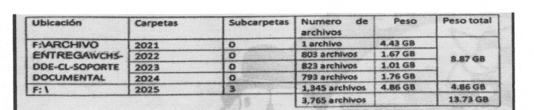 Ubicación Carpetas Subcarpetas Numero de archivos Peso Peso total
F:\ARCHIVO 2021 0 1 archivo 4.43 GB 8.87 GB
ENTREGA\CHS- 2022 0 803 archivos 1.67 GB
DDE-CL-SOPORTE 2023 0 823 archivos 1.01 GB
DOCUMENTAL 2024 0 793 archivos 1.76 GB
F: \ 2025 3 1,345 archivos 4.86 GB 4.86 GB
3,765 archivos 13.73 GB